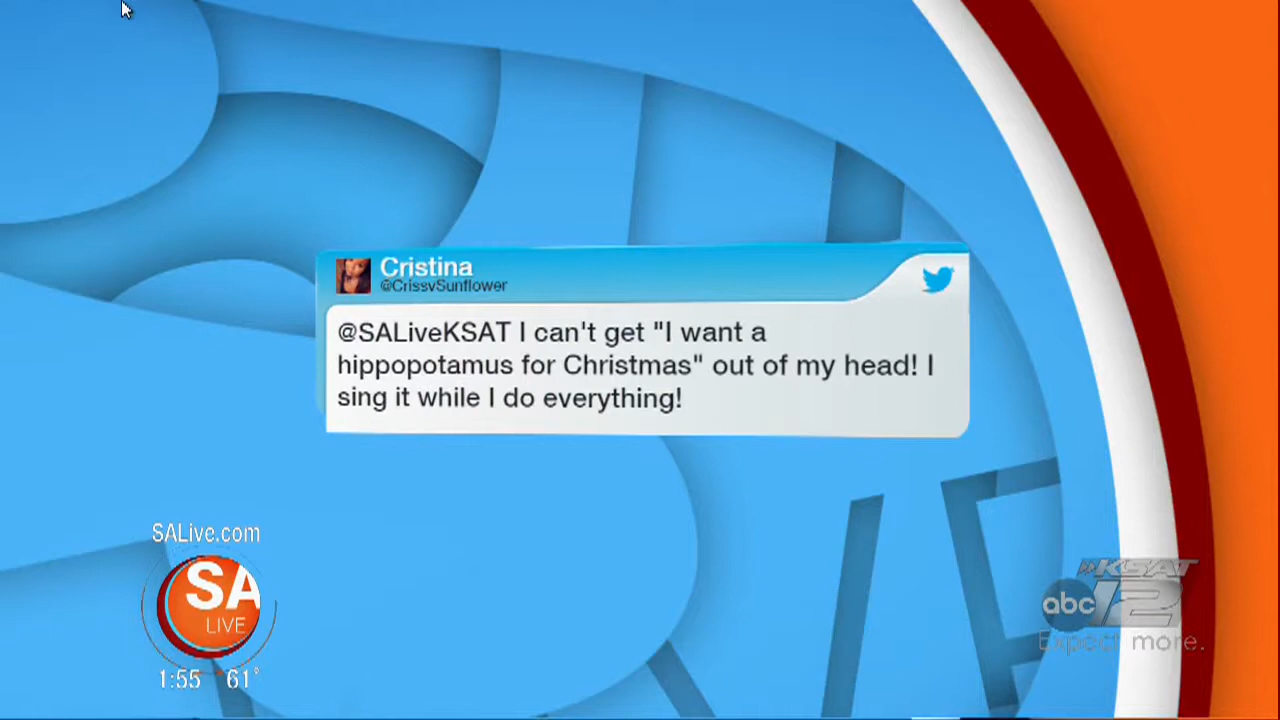 Cristina
@CrissvSunflower
@SALiveKSAT I can't get "I want a
hippopotamus for Christmas" out of my head! I
sing it while I do everything!
SALive.com
SA
LIVE
1:55 61°
KSAT
abc 12
Expect more.